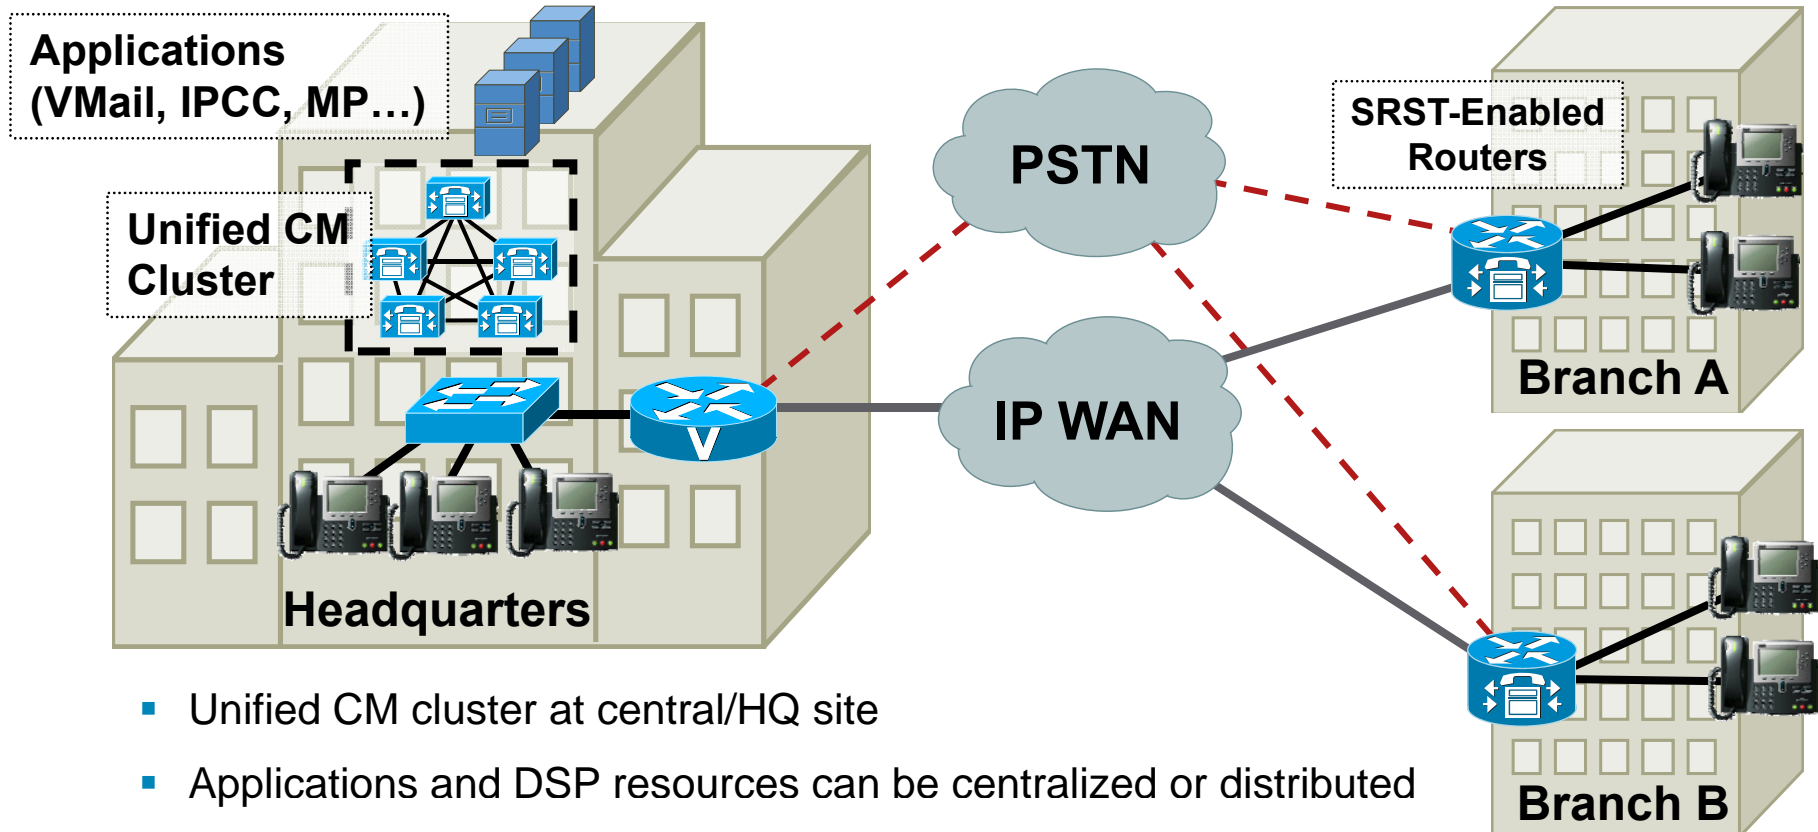 Applications
(VMail, IPCC, MP…)
Unified CM
Cluster
PSTN
SRST-Enabled
Routers
IP WAN
V
Branch A
Headquarters
Branch B
Unified CM cluster at central/HQ site
Applications and DSP resources can be centralized or distributed